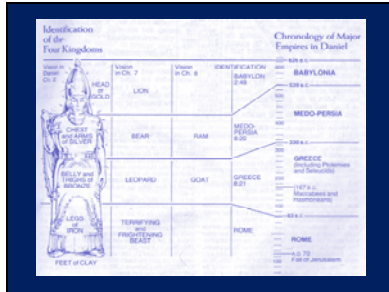 Identification
of the
Four Kingdoms
Chronology of Major
Empires in Daniel
Vision in
Daniel
Ch. 2
Vision
in Ch. 7
Vision
in Ch. 8
IDENTIFICATION
HEAD
of
GOLD
LION
BABYLON
2:48
BABYLONIA
CHEST
and ARMS
of SILVER
BEAR
RAM
MEDO-
PERSIA
8:20
MEDO-PERSIA
BELLY and
THIGHS of
BRONZE
LEOPARD
GOAT
GREECE
8:21
GREECE
(including Ptolemies
and Seleucids)
Maccabees and
Hasmoneans)
LEGS
of
IRON
TERRIFYING
and
FRIGHTENING
BEAST
ROME
ROME
A.D. 70
Fall of Jerusalem
FEET of CLAY